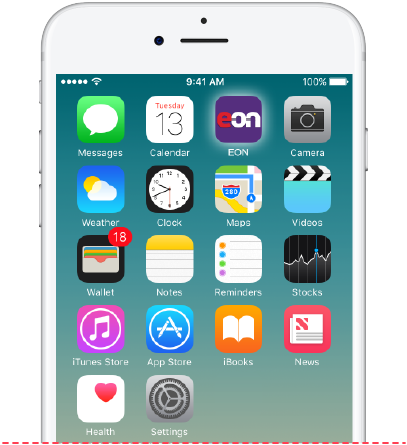 9:41 AM 100%
Tuesday
13
eon
280
18
Messages Calendar EON Camera
Weather Clock Maps Videos
Wallet Notes Reminders Stocks
iTunes Store App Store iBooks News
Health Settings